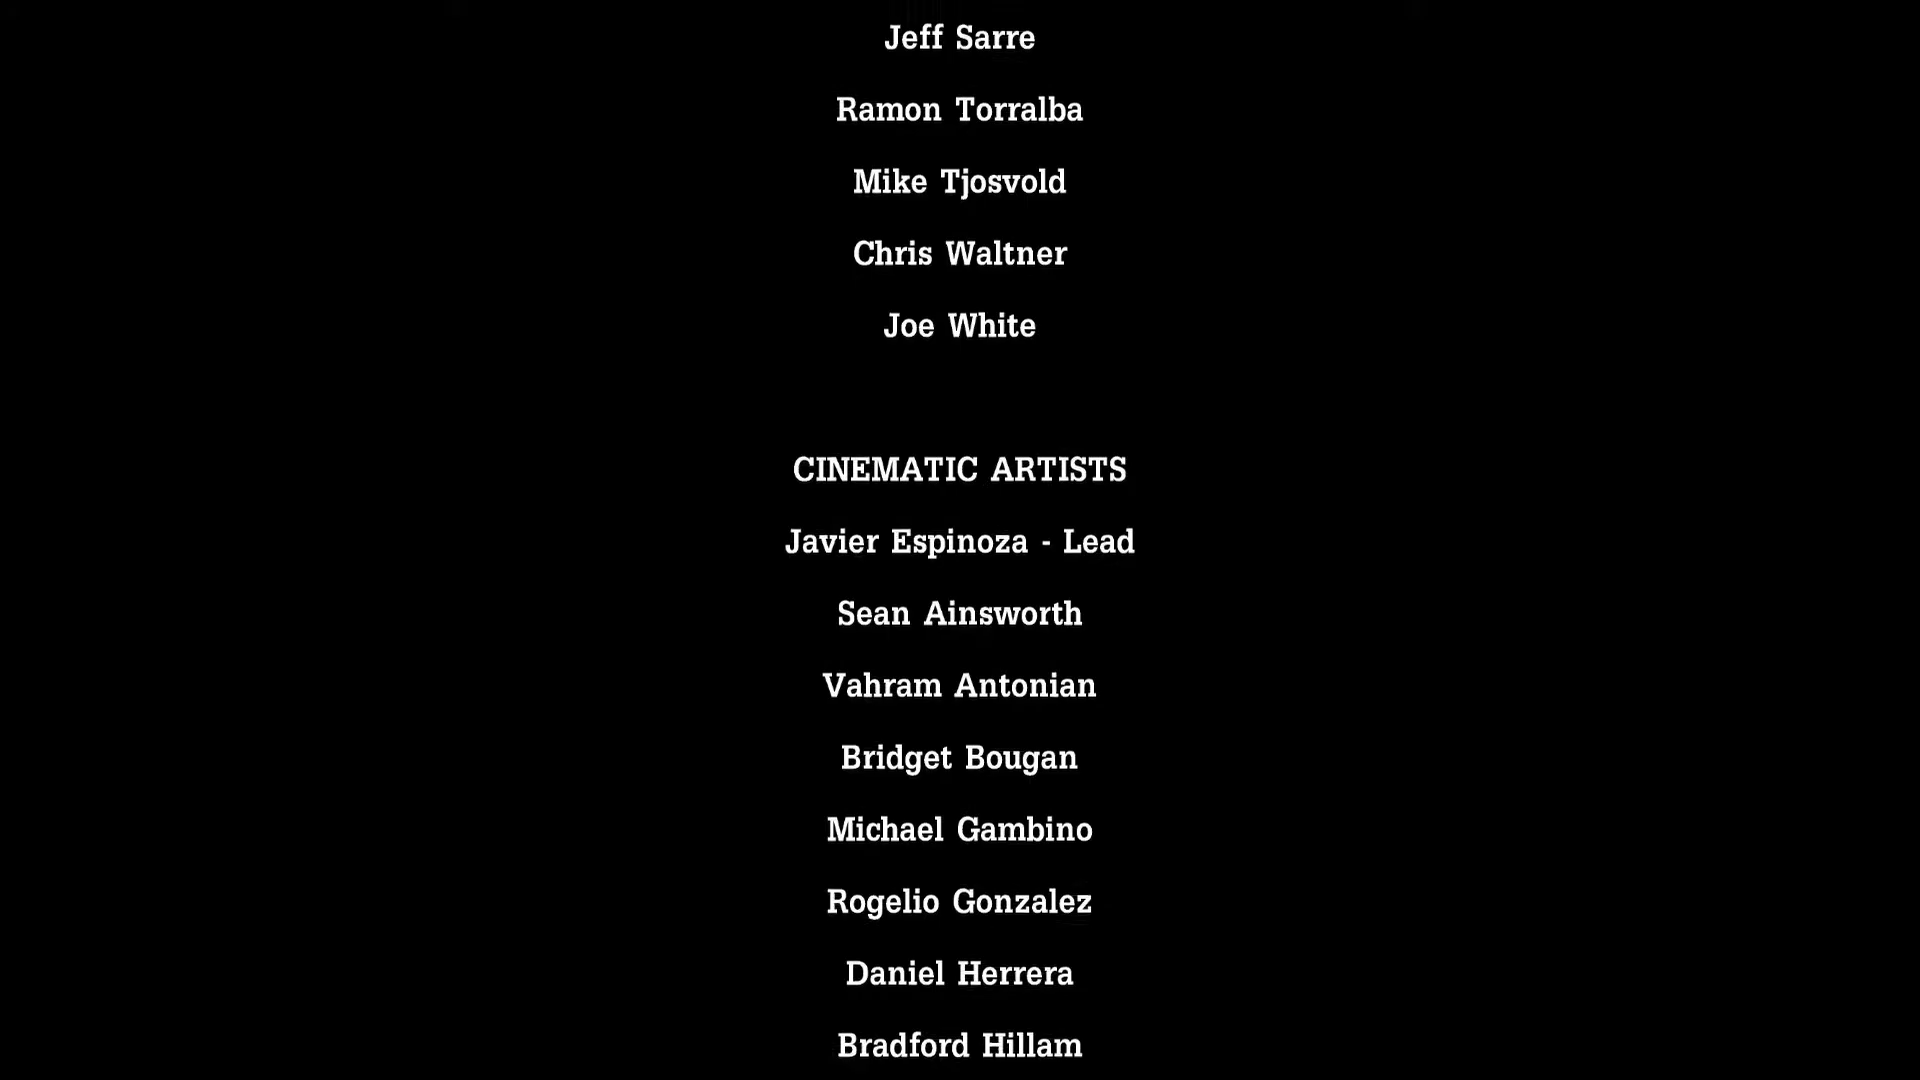 Jeff Sarre
Ramon Torralba
Mike Tjosvold
Chris Waltner
Joe White
CINEMATIC ARTISTS
Javier Espinoza - Lead
Sean Ainsworth
Vahram Antonian
Bridget Bougan
Michael Gambino
Rogelio Gonzalez
Daniel Herrera
Bradford Hillam